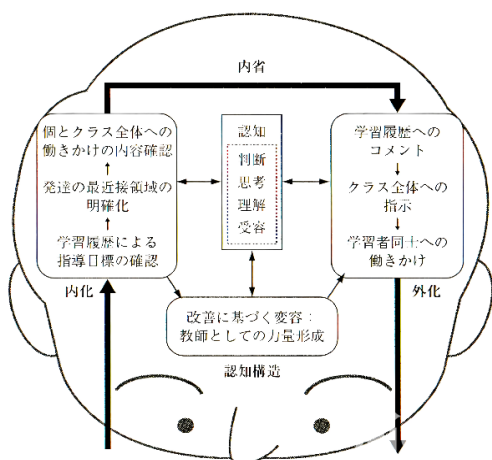 内省
個とクラス全体への
働きかけの内容確認
発達の最近接領域の
明確化
学習履歴による
指導目標の確認
内化
認知
判断
思考
理解
受容
学習履歴への
コメント
クラス全体への
指示
学習者同士への
働きかけ
外化
改善に基づく変容：
教師としての力量形成
認知構造